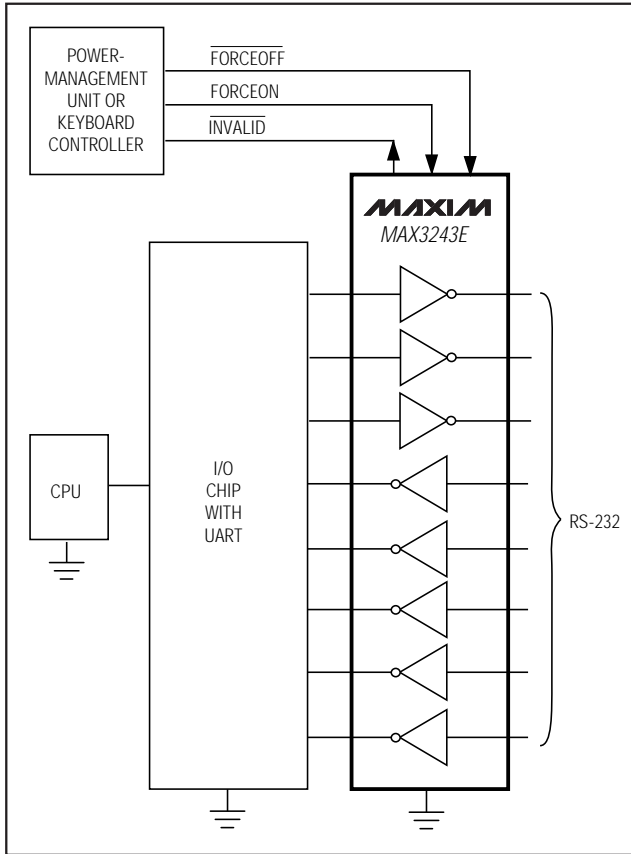 POWER-
MANAGEMENT
UNIT OR
KEYBOARD
CONTROLLER
FORCEOFF
FORCEON
INVALID
MAXIM
MAX3243E
CPU
I/O
CHIP
WITH
UART
RS-232